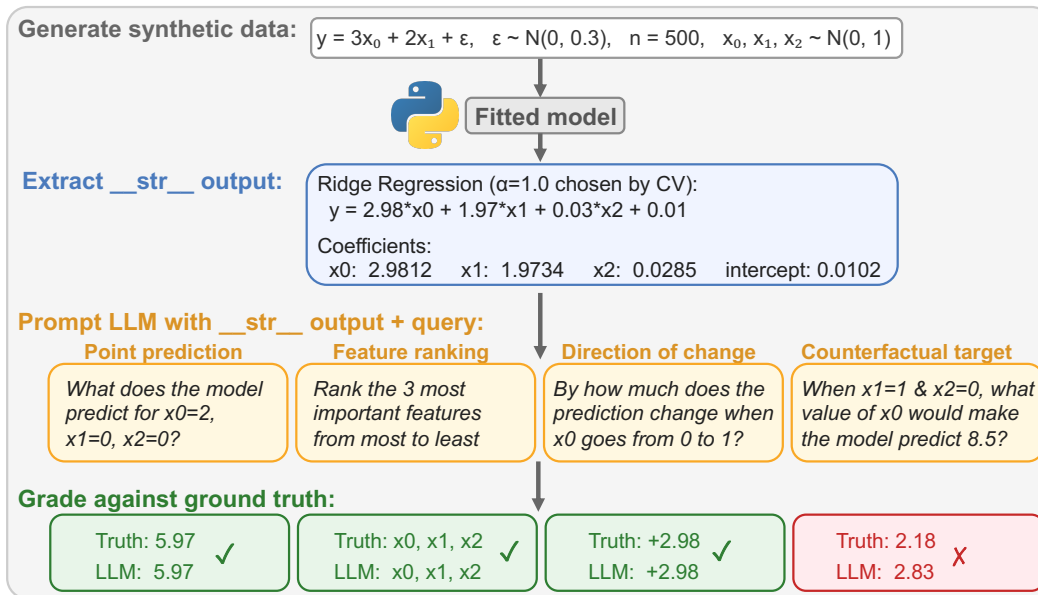 Generate synthetic data:
y = 3x₀ + 2x₁ + ε, ε ~ N(0, 0.3), n = 500, x₀, x₁, x₂ ~ N(0, 1)
Fitted model
Extract __str__ output:
Ridge Regression (α=1.0 chosen by CV):
y = 2.98*x0 + 1.97*x1 + 0.03*x2 + 0.01
Coefficients:
x0: 2.9812 x1: 1.9734 x2: 0.0285 intercept: 0.0102
Prompt LLM with __str__ output + query:
Point prediction
What does the model
predict for x0=2,
x1=0, x2=0?
Feature ranking
Rank the 3 most
important features
from most to least
Direction of change
By how much does the
prediction change when
x0 goes from 0 to 1?
Counterfactual target
When x1=1 & x2=0, what
value of x0 would make
the model predict 8.5?
Grade against ground truth:
Truth: 5.97 ✓
LLM: 5.97
Truth: x0, x1, x2 ✓
LLM: x0, x1, x2
Truth: +2.98 ✓
LLM: +2.98
Truth: 2.18 ✗
LLM: 2.83